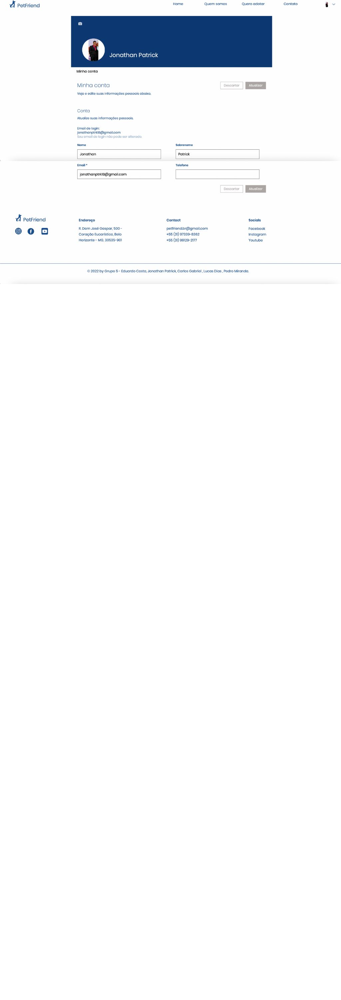 PetFriend
Home
Quem somos
Quero adotar
Contato
Jonathan Patrick
Minha conta
Minha conta
Descartar
Atualizar
Veja e edite suas informações pessoais abaixo.
Conta
Atualize suas informações pessoais.
Email de login:
jonathanptrk18@gmail.com
Seu email de login não pode ser alterado.
Nome
Sobrenome
Jonathan
Patrick
Email *
Telefone
jonathanptrk18@gmail.com
Descartar
Atualizar
PetFriend
Endereço
R. Dom José Gaspar, 500 -
Coração Eucarístico, Belo
Horizonte - MG, 30535-901
Contact
petfriend.br@gmail.com
+55 (31) 97339-8362
+55 (31) 99129-2177
Socials
Facebook
Instagram
Youtube
© 2022 by Grupo 5 - Eduardo Costa, Jonathan Patrick, Carlos Gabriel , Lucas Dias , Pedro Miranda.